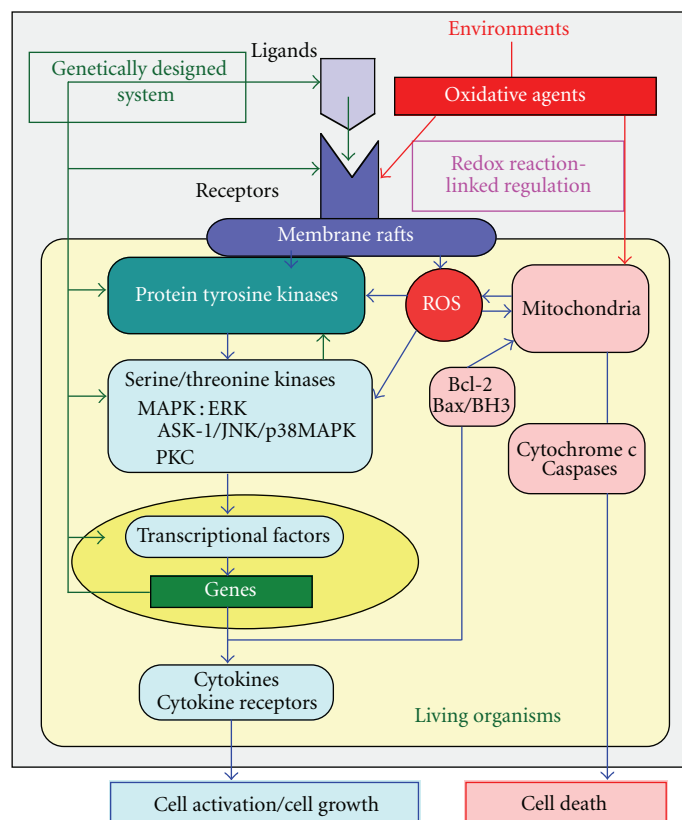 Ligands
Environments
Genetically designed
system
Oxidative agents
Redox reaction-
linked regulation
Receptors
Membrane rafts
Protein tyrosine kinases
ROS
Mitochondria
Serine/threonine kinases
MAPK : ERK
ASK-1/JNK/p38MAPK
PKC
Bcl-2
Bax/BH3
Cytochrome c
Caspases
Transcriptional factors
Genes
Cytokines
Cytokine receptors
Living organisms
Cell activation/cell growth
Cell death